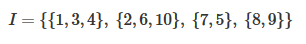 I = {{1,3,4}, {2,6,10}, {7,5}, {8,9}}